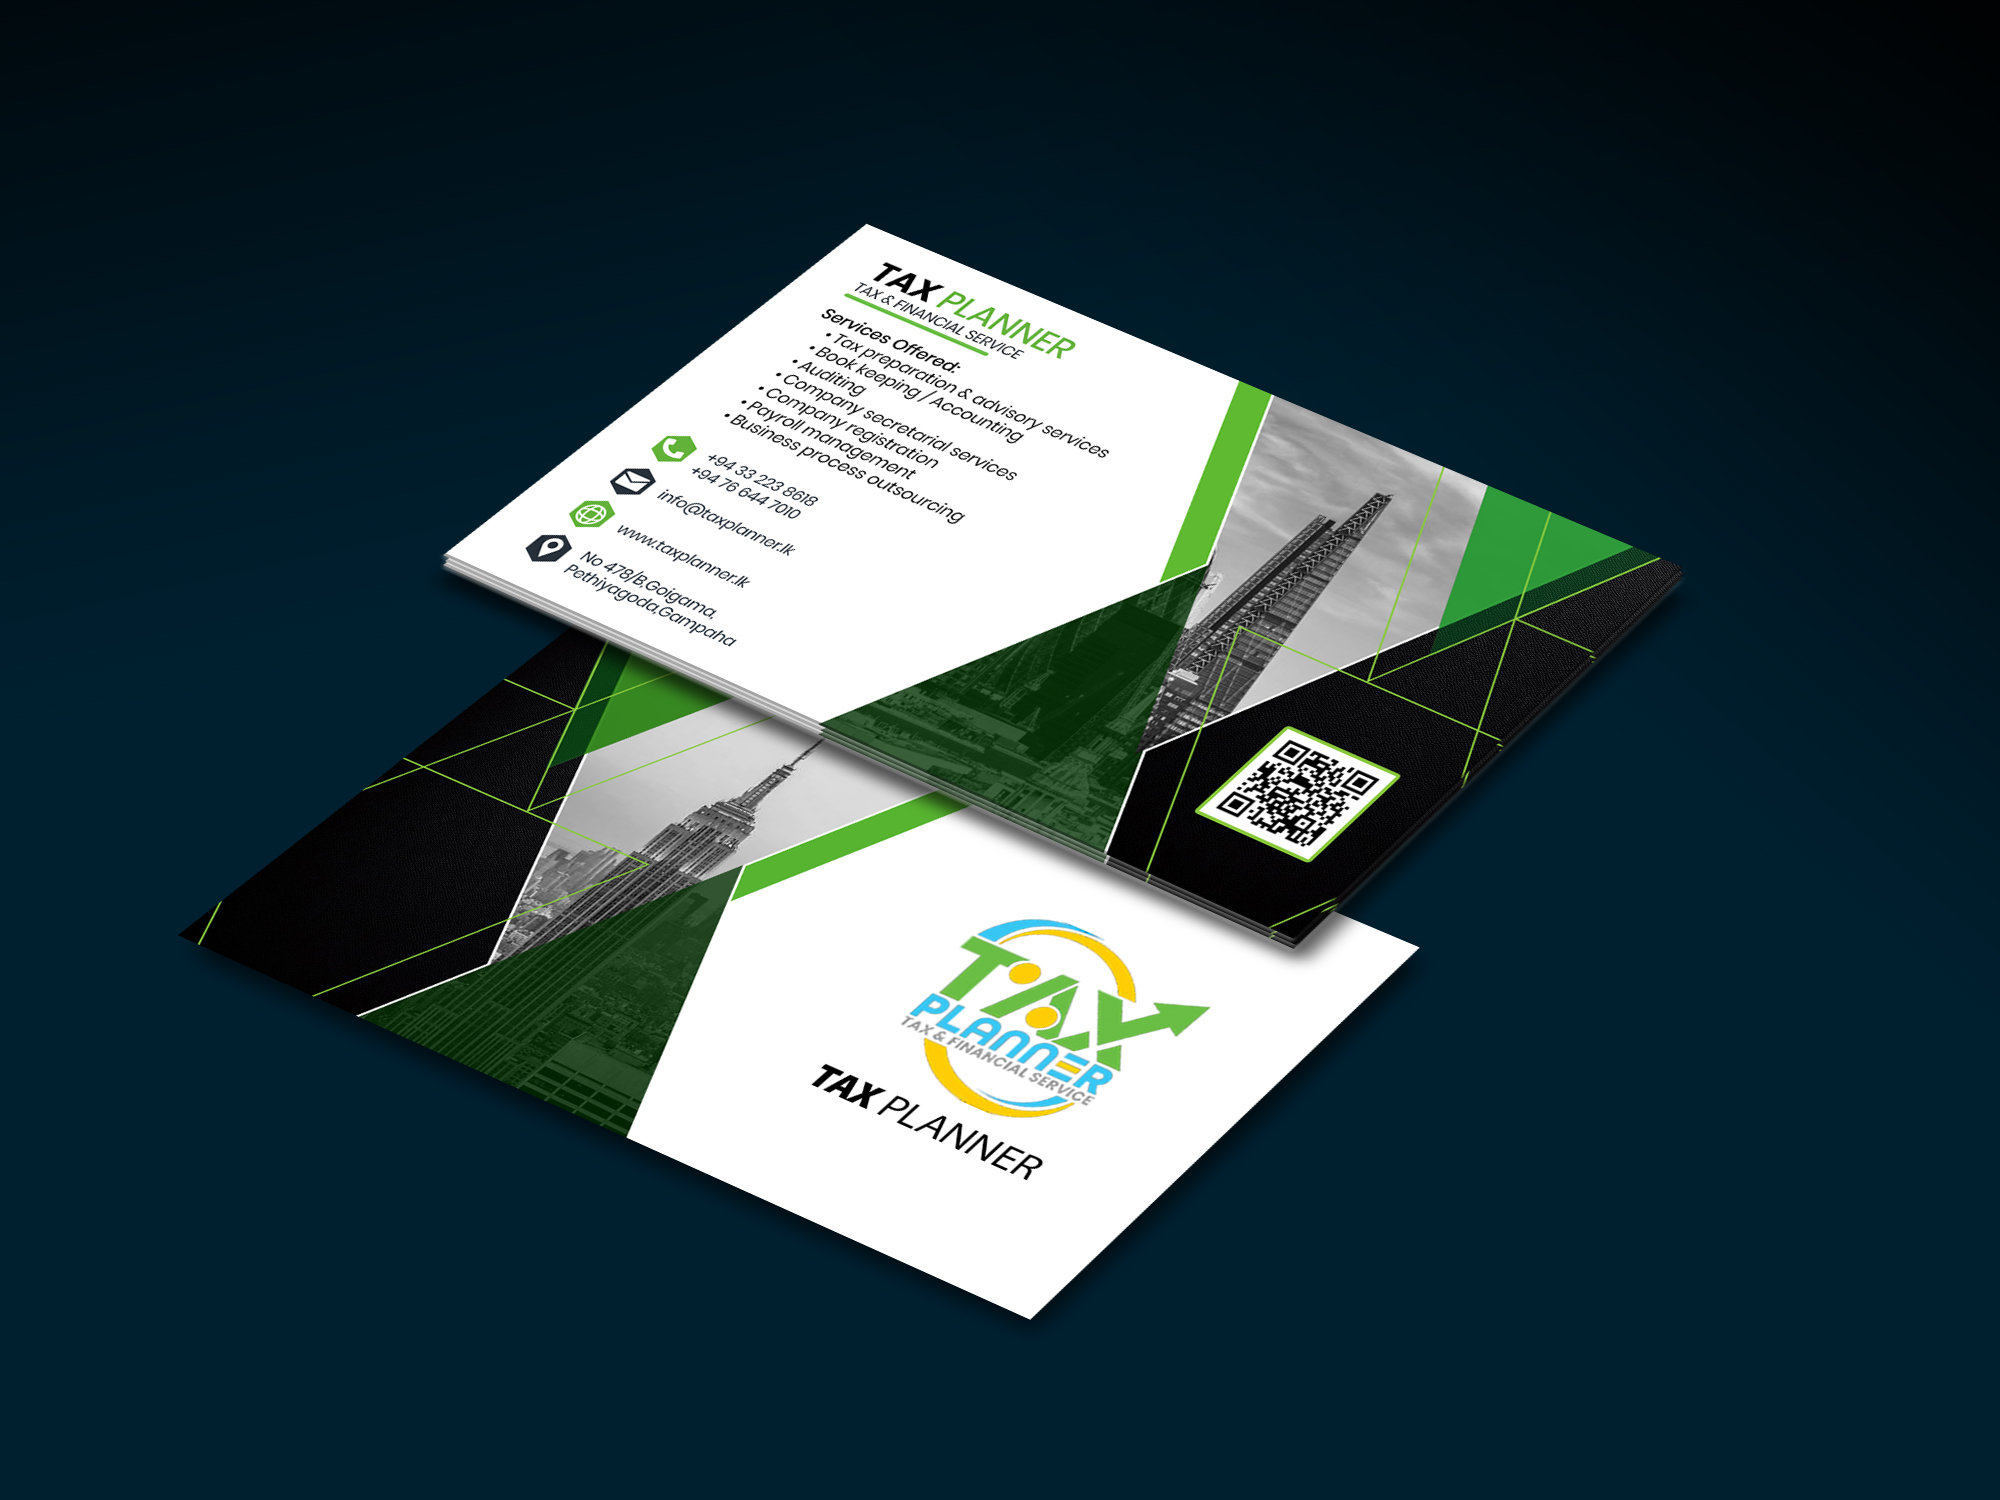 TAX PLANNER
TAX & FINANCIAL SERVICE
Services Offered:
• Tax preparation & advisory services
• Book keeping / Accounting
• Auditing
• Company secretarial services
• Company registration
• Payroll management
• Business process outsourcing
+94 33 223 8618
+94 76 644 7010
info@taxplanner.lk
www.taxplanner.lk
No 478/B,Goigama,
Pethiyagoda,Gampaha
TAX
PLANNER
TAX & FINANCIAL SERVICE
TAX PLANNER